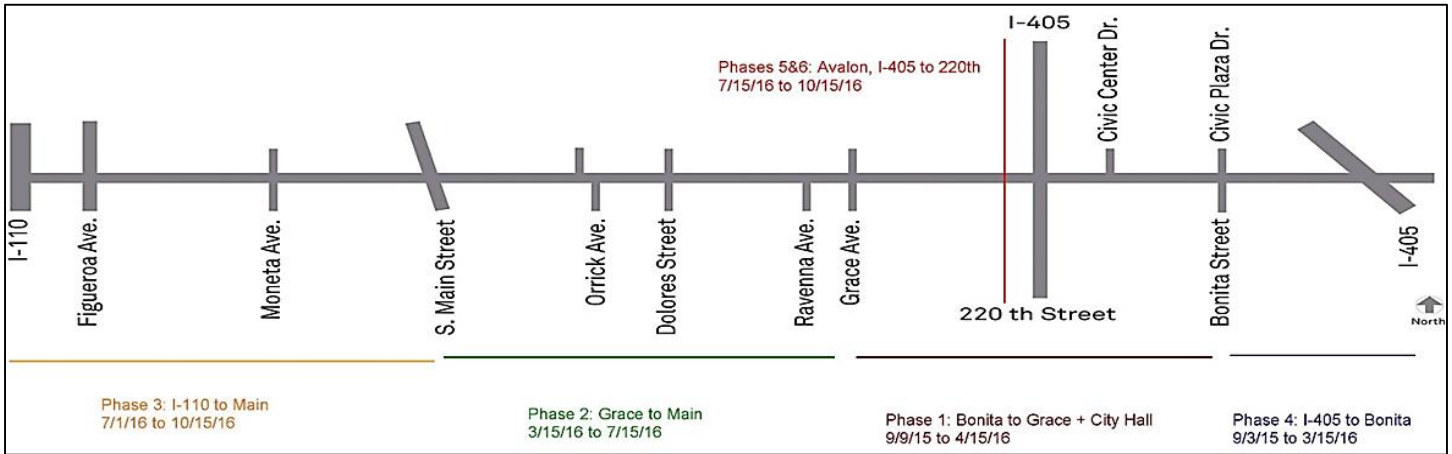 I-405
Civic Center Dr.
Civic Plaza Dr.
Phases 5&6: Avalon, I-405 to 220th
7/15/16 to 10/15/16
I-110
Figueroa Ave.
Moneta Ave.
S. Main Street
Orrick Ave.
Dolores Street
Ravenna Ave.
Grace Ave.
220 th Street
Bonita Street
I-405
North
Phase 3: I-110 to Main
7/1/16 to 10/15/16
Phase 2: Grace to Main
3/15/16 to 7/15/16
Phase 1: Bonita to Grace + City Hall
9/9/15 to 4/15/16
Phase 4: I-405 to Bonita
9/3/15 to 3/15/16